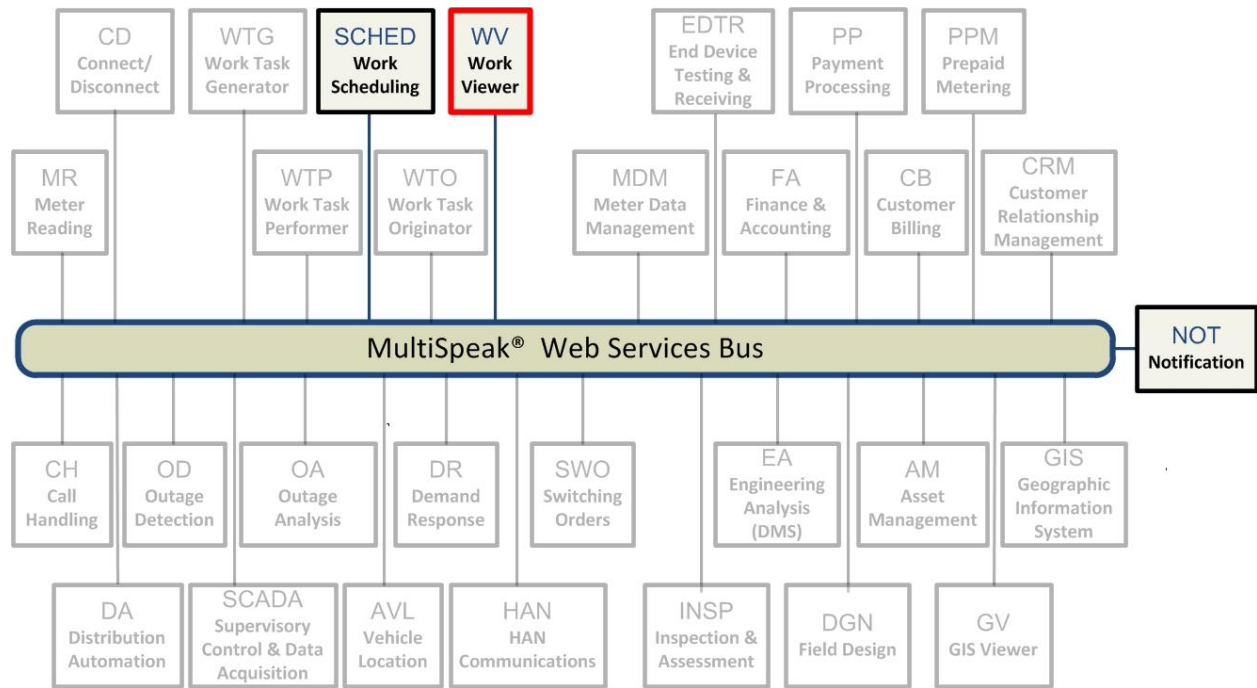 CD
Connect/
Disconnect
WTG
Work Task
Generator
SCHED
Work
Scheduling
WV
Work
Viewer
EDTR
End Device
Testing &
Receiving
PP
Payment
Processing
PPM
Prepaid
Metering
MR
Meter
Reading
WTP
Work Task
Performer
WTO
Work Task
Originator
MDM
Meter Data
Management
FA
Finance &
Accounting
CB
Customer
Billing
CRM
Customer
Relationship
Management
MultiSpeak® Web Services Bus
NOT
Notification
CH
Call
Handling
OD
Outage
Detection
OA
Outage
Analysis
DR
Demand
Response
SWO
Switching
Orders
EA
Engineering
Analysis
(DMS)
AM
Asset
Management
GIS
Geographic
Information
System
DA
Distribution
Automation
SCADA
Supervisory
Control & Data
Acquisition
AVL
Vehicle
Location
HAN
HAN
Communications
INSP
Inspection &
Assessment
DGN
Field Design
GV
GIS Viewer